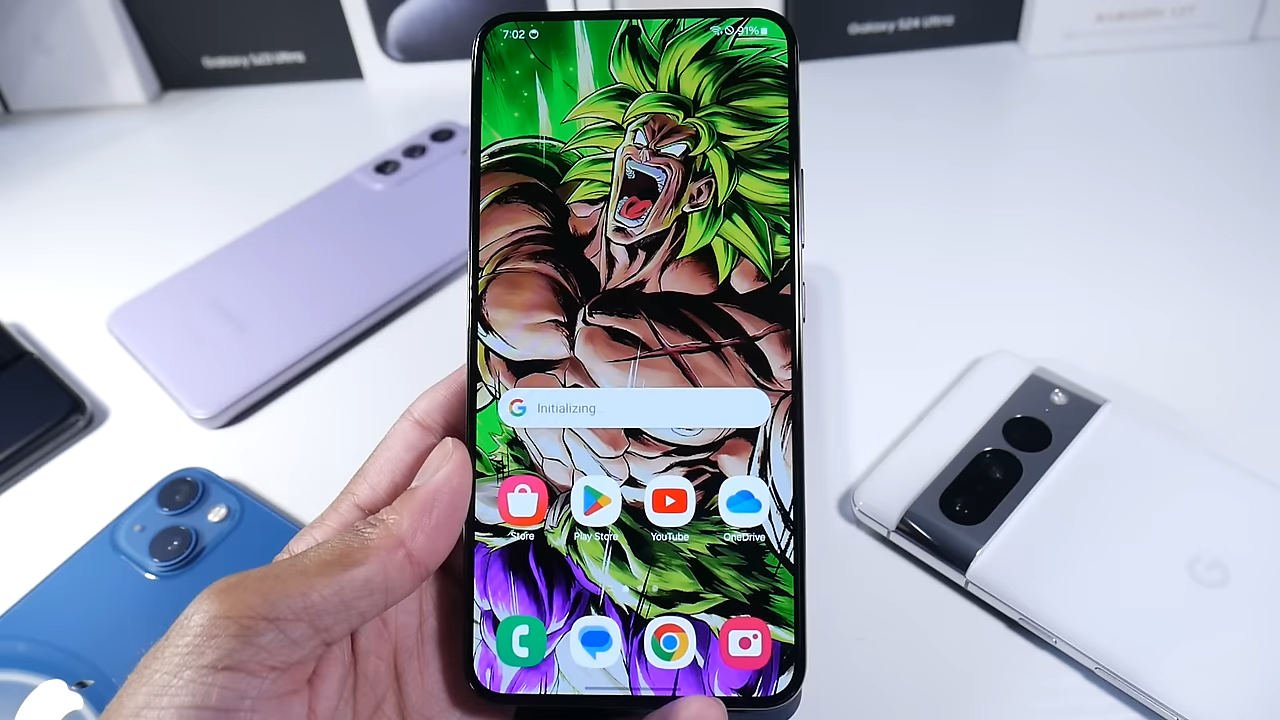 Galaxy S23 Ultra
Galaxy S24 Ultra
7:02
91%
Initializing...
Store
Play Store
YouTube
OneDrive